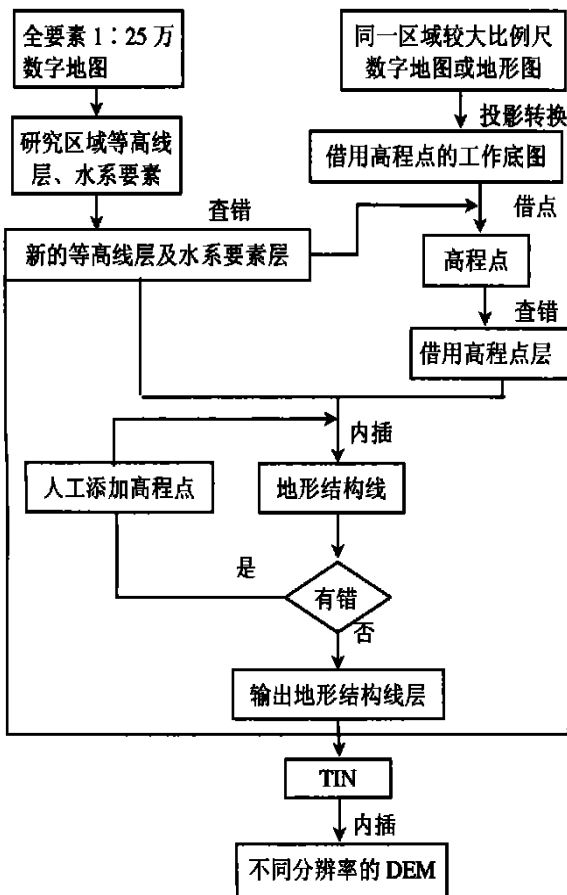 全要素1：25万
数字地图
同一区域较大比例尺
数字地图或地形图
投影转换
研究区域等高线
层、水系要素
借用高程点的工作底图
查错
借点
新的等高线层及水系要素层
高程点
查错
借用高程点层
内插
人工添加高程点
地形结构线
是
有错
否
输出地形结构线层
TIN
内插
不同分辨率的 DEM